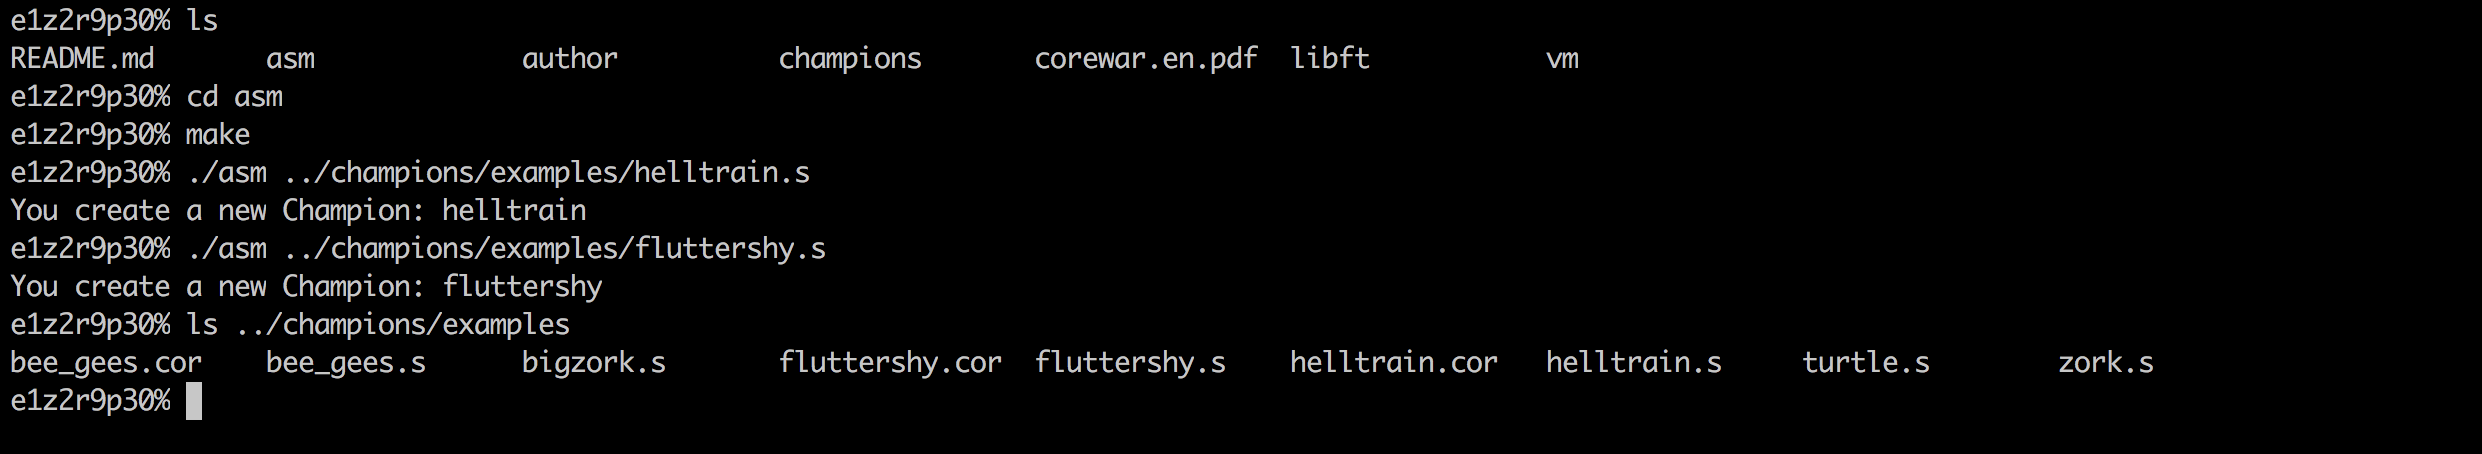 e1z2r9p30% ls
README.md       asm             author          champions       corewar.en.pdf  libft           vm
e1z2r9p30% cd asm
e1z2r9p30% make
e1z2r9p30% ./asm ../champions/examples/helltrain.s
You create a new Champion: helltrain
e1z2r9p30% ./asm ../champions/examples/fluttershy.s
You create a new Champion: fluttershy
e1z2r9p30% ls ../champions/examples
bee_gees.cor    bee_gees.s      bigzork.s       fluttershy.cor  fluttershy.s    helltrain.cor   helltrain.s     turtle.s        zork.s
e1z2r9p30%